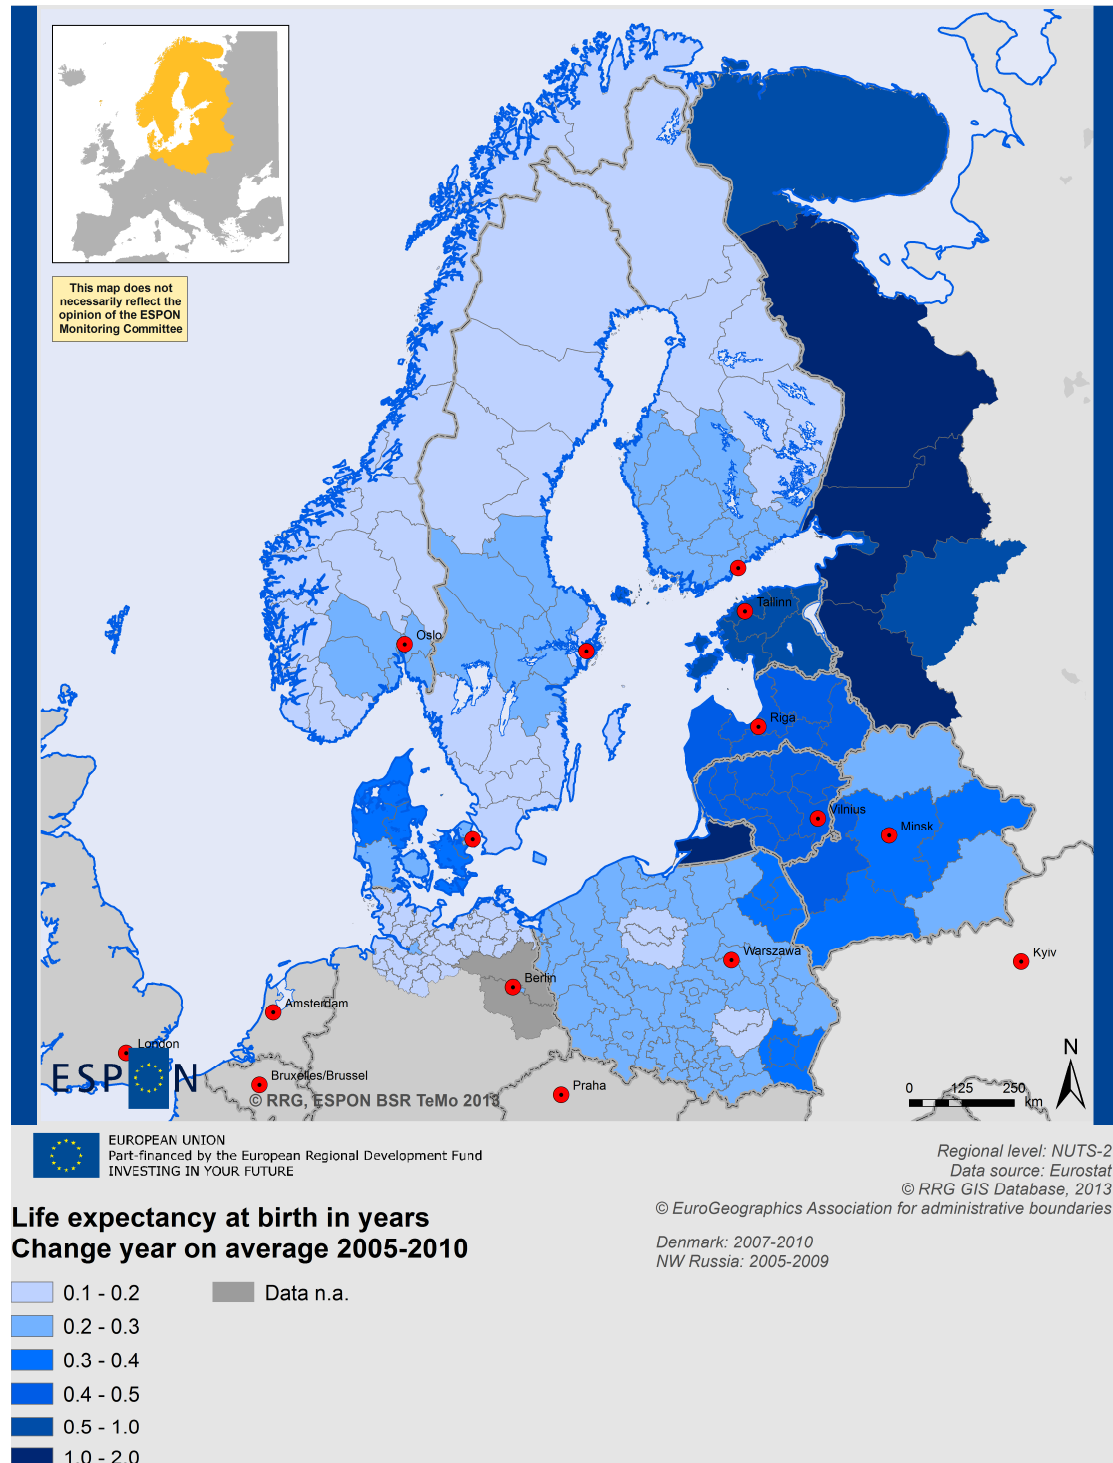 This map does not
necessarily reflect the
opinion of the ESPON
Monitoring Committee
Oslo
Tallinn
Riga
Vilnius
Minsk
Warszawa
Kyiv
Berlin
Amsterdam
London
Bruxelles/Brussel
Praha
ESPON
© RRG, ESPON BSR TeMo 2013
N
0 125 250
km
EUROPEAN UNION
Part-financed by the European Regional Development Fund
INVESTING IN YOUR FUTURE
Regional level: NUTS-2
Data source: Eurostat
© RRG GIS Database, 2013
© EuroGeographics Association for administrative boundaries
Denmark: 2007-2010
NW Russia: 2005-2009
Life expectancy at birth in years
Change year on average 2005-2010
0.1 - 0.2
Data n.a.
0.2 - 0.3
0.3 - 0.4
0.4 - 0.5
0.5 - 1.0
1.0 - 2.0